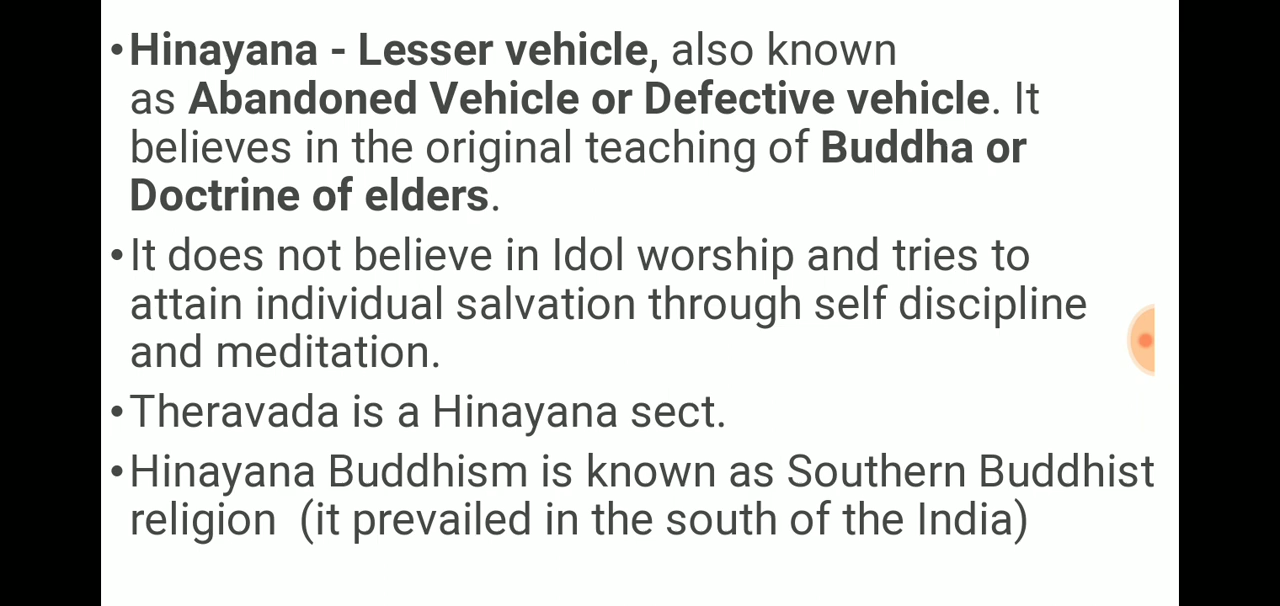 •Hinayana - Lesser vehicle, also known
as Abandoned Vehicle or Defective vehicle. It
believes in the original teaching of Buddha or
Doctrine of elders.
•It does not believe in Idol worship and tries to
attain individual salvation through self discipline
and meditation.
•Theravada is a Hinayana sect.
•Hinayana Buddhism is known as Southern Buddhist
religion  (it prevailed in the south of the India)